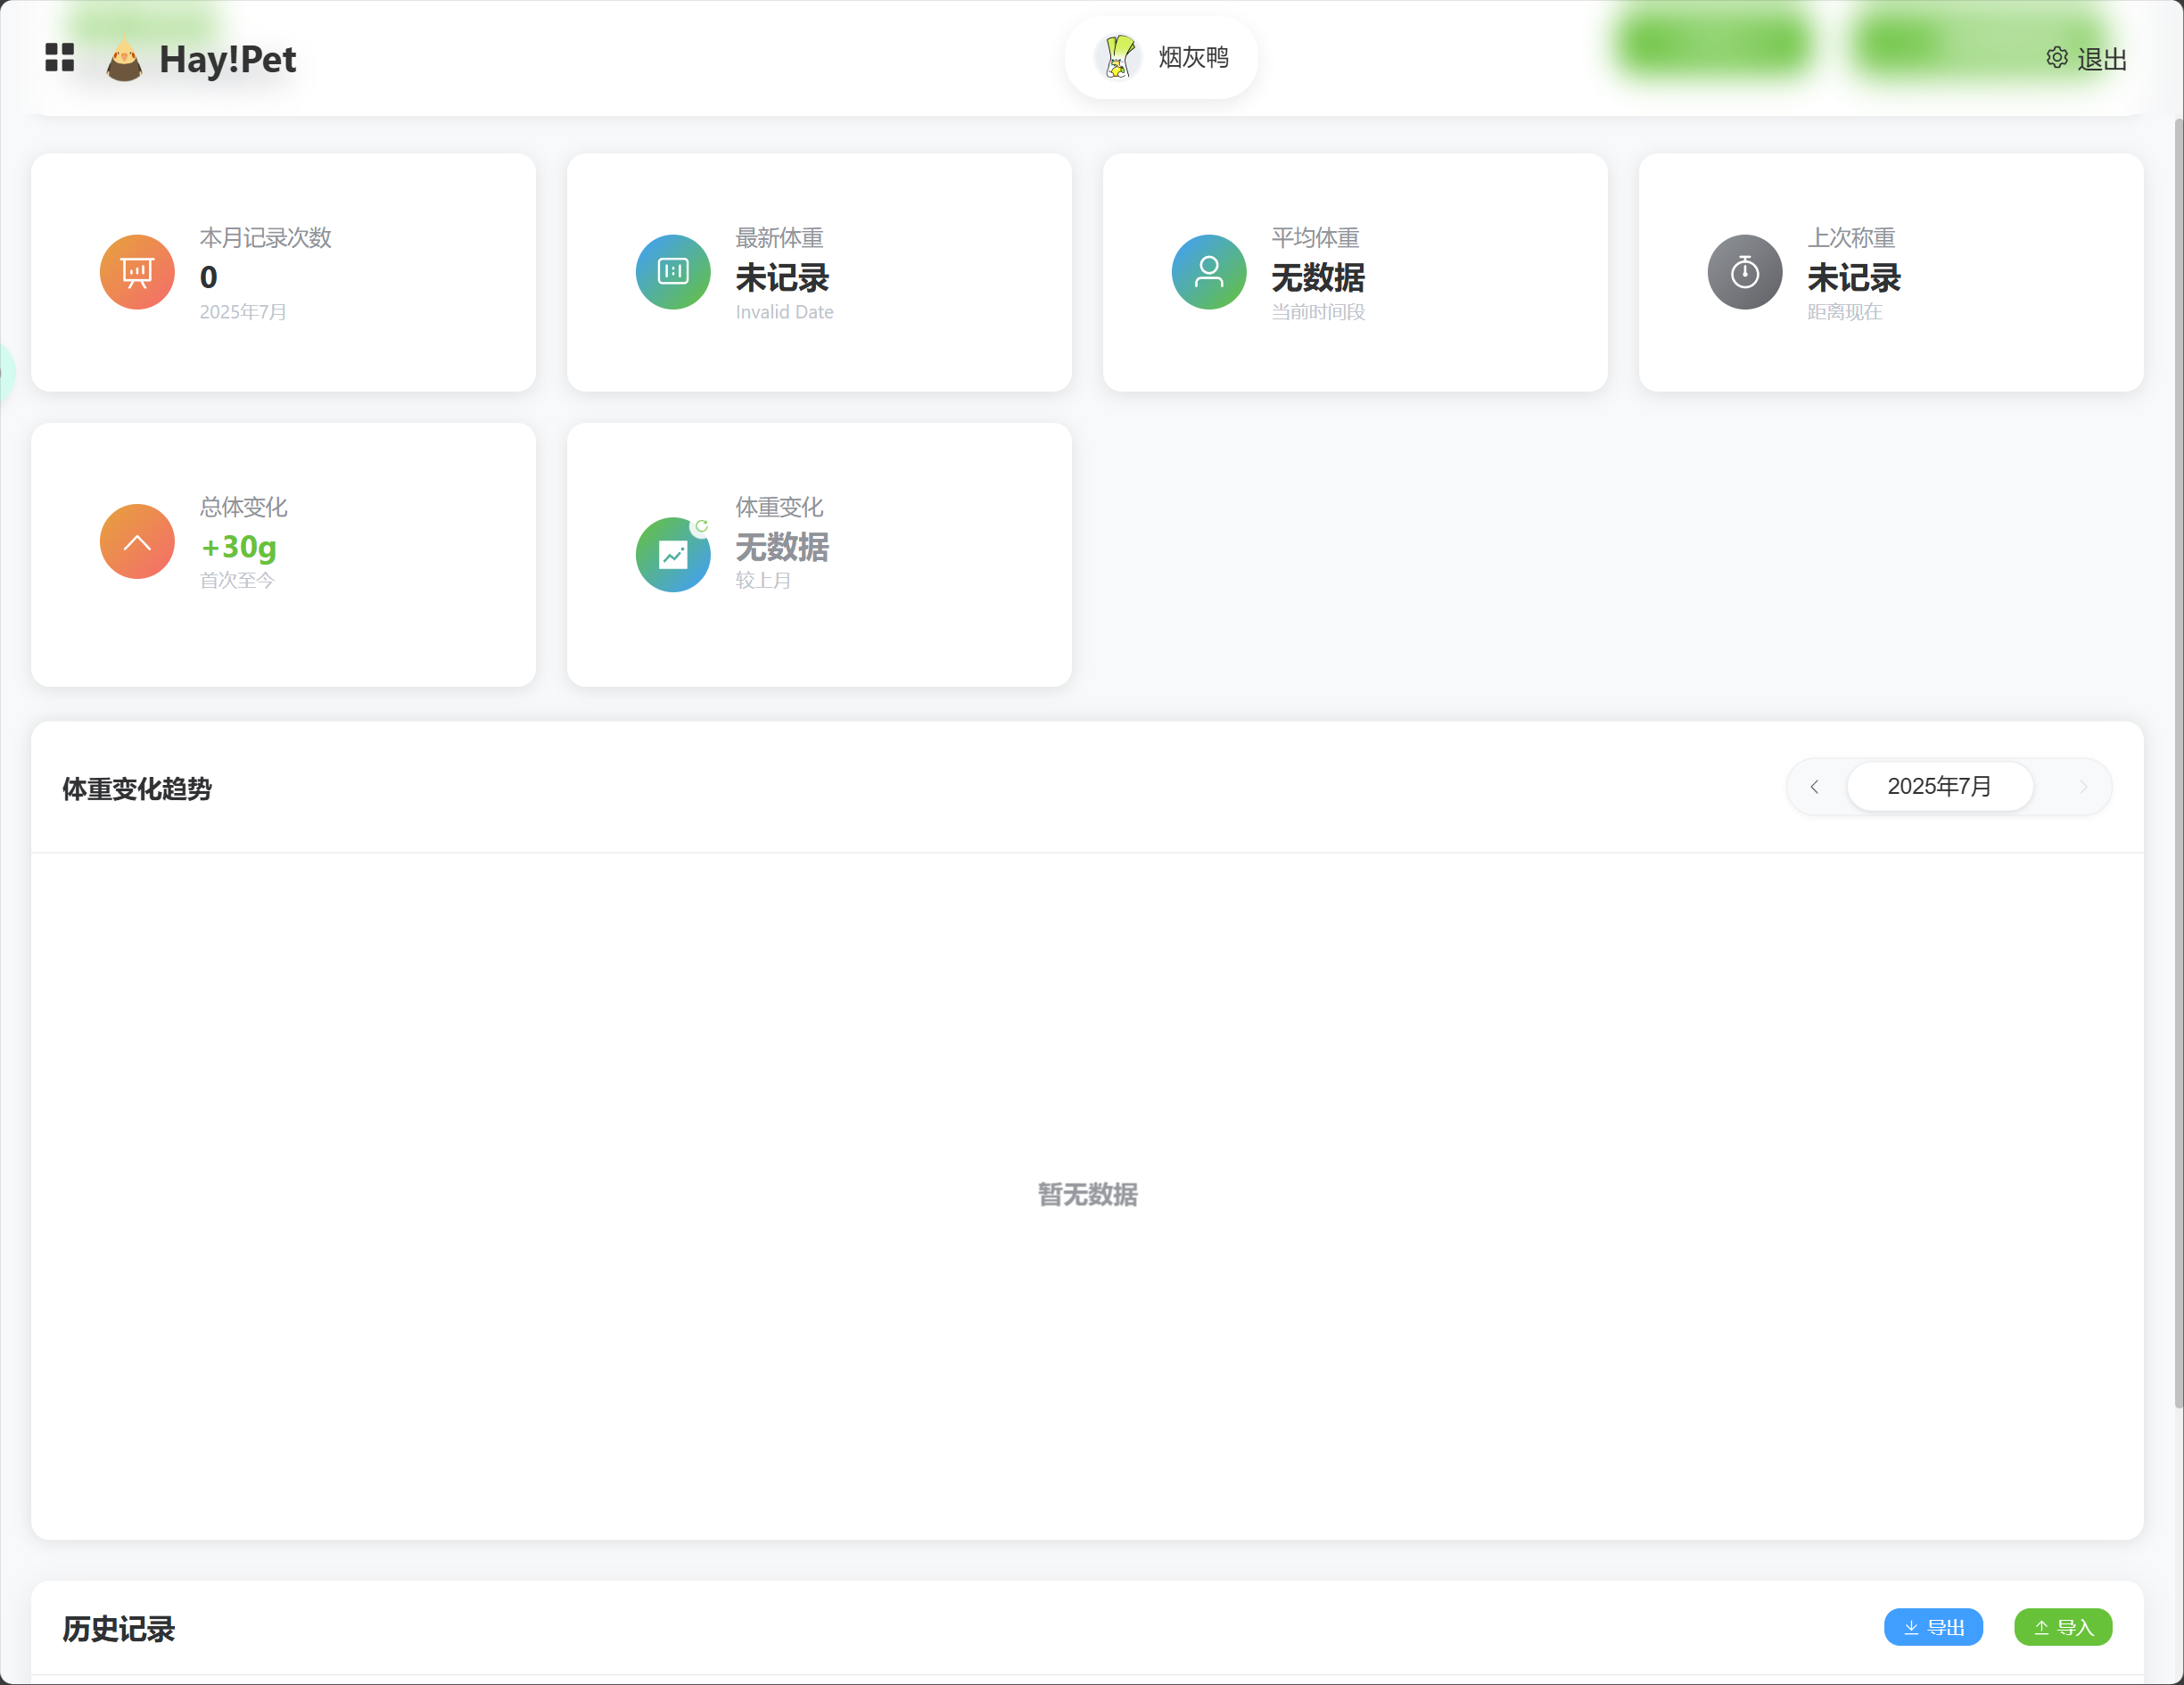 Hay!Pet
烟灰鸭
退出
本月记录次数
0
2025年7月
最新体重
未记录
Invalid Date
平均体重
无数据
当前时间段
上次称重
未记录
距离现在
总体变化
+30g
首次至今
体重变化
无数据
较上月
体重变化趋势
2025年7月
暂无数据
历史记录
导出
导入